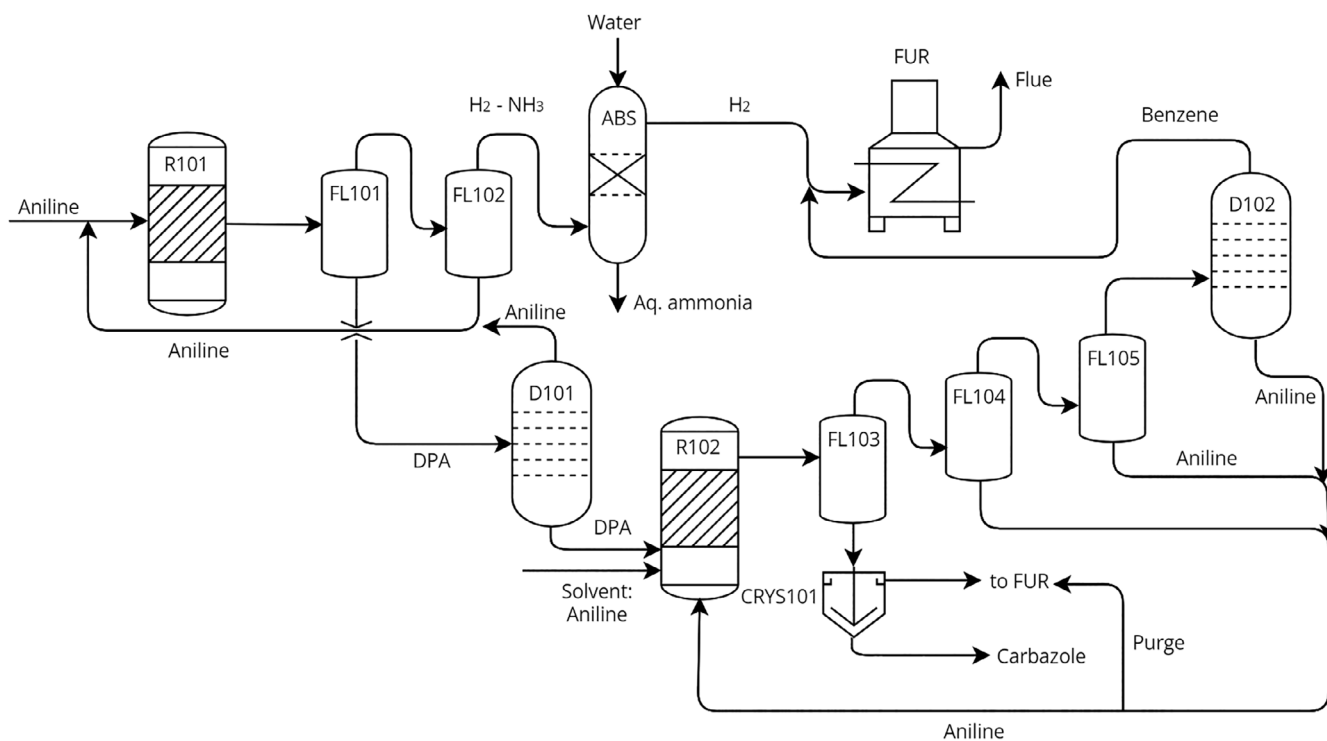 Water
FUR
Flue
H₂ - NH₃
ABS
H₂
Benzene
R101
FL101
FL102
D102
Aniline
Aq. ammonia
Aniline
Aniline
FL105
D101
FL104
Aniline
R102
FL103
DPA
Aniline
DPA
Solvent:
Aniline
CRYS101
to FUR
Purge
Carbazole
Aniline